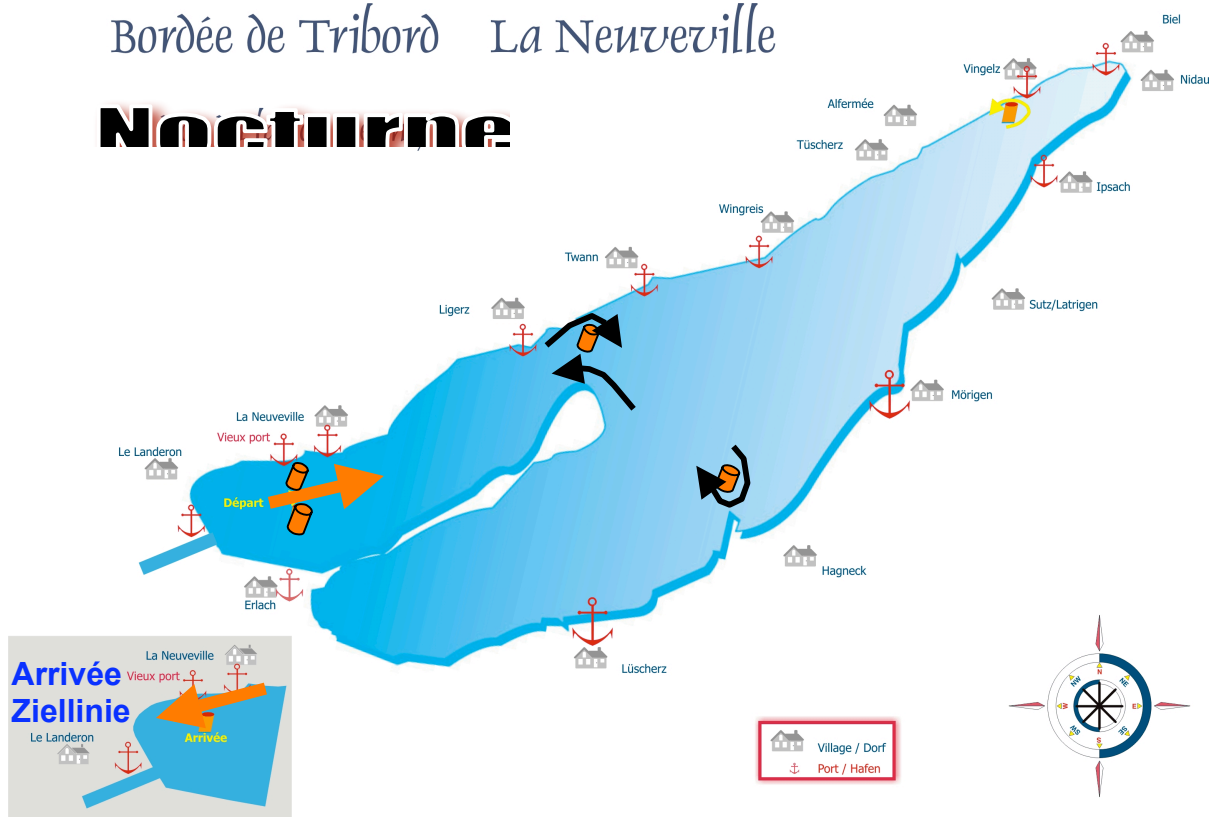 Bordée de Tribord La Neuveville
Nocturne
Biel
Vingelz
Nidau
Alfermée
Tüscherz
Ipsach
Wingreis
Twann
Sutz/Latrigen
Ligerz
Mörigen
La Neuveville
Vieux port
Le Landeron
Départ
Hagneck
Erlach
Lüscherz
Arrivée
Ziellinie
La Neuveville
Vieux port
Le Landeron
Arrivée
Village / Dorf
Port / Hafen
N
NE
E
SE
S
SW
W
NW